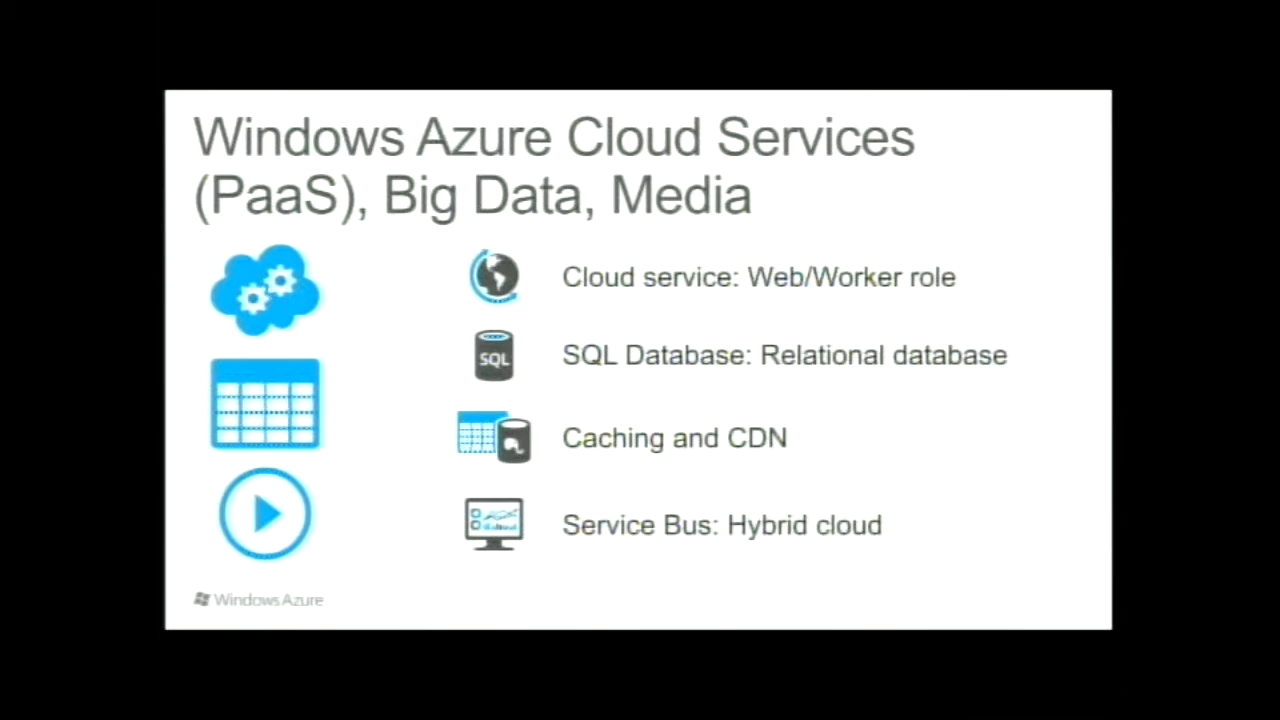 Windows Azure Cloud Services
(PaaS), Big Data, Media
Cloud service: Web/Worker role
SQL
SQL Database: Relational database
Caching and CDN
Service Bus: Hybrid cloud
Windows Azure